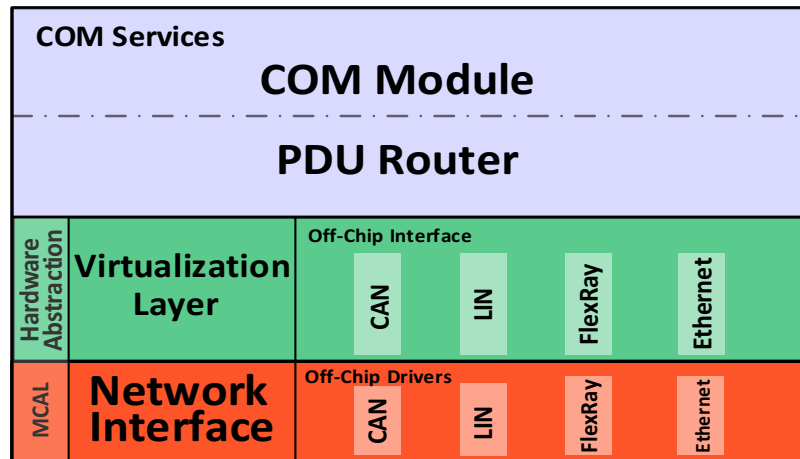 COM Services
COM Module
PDU Router
Hardware
Abstraction
Virtualization
Layer
Off-Chip Interface
CAN
LIN
FlexRay
Ethernet
MCAL
Network
Interface
Off-Chip Drivers
CAN
LIN
FlexRay
Ethernet